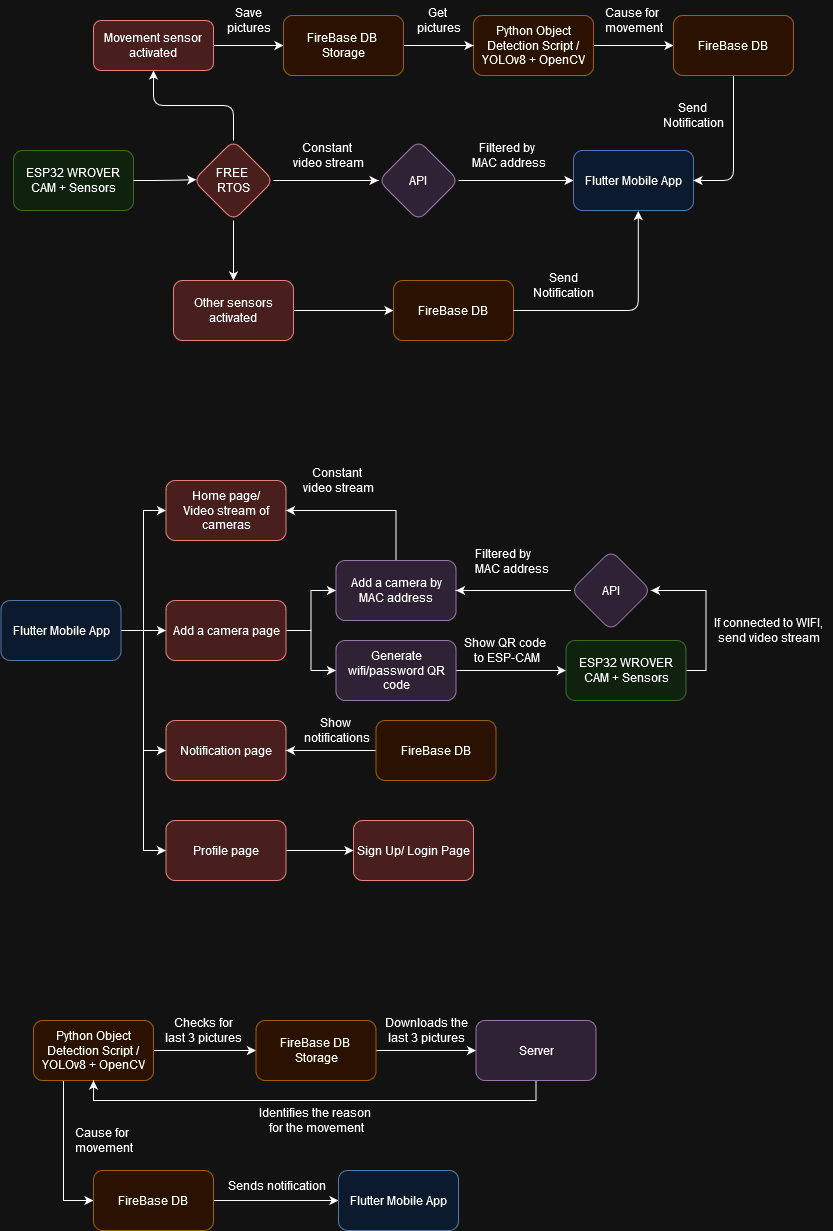 Save
pictures
Get
pictures
Cause for
movement
Movement sensor
activated
FireBase DB
Storage
Python Object
Detection Script /
YOLOv8 + OpenCV
FireBase DB
Send
Notification
ESP32 WROVER
CAM + Sensors
FREE
RTOS
Constant
video stream
API
Filtered by
MAC address
Flutter Mobile App
Other sensors
activated
FireBase DB
Send
Notification
Constant
video stream
Home page/
Video stream of
cameras
Filtered by
MAC address
Add a camera by
MAC address
API
Flutter Mobile App
Add a camera page
If connected to WIFI,
send video stream
Generate
wifi/password QR
code
Show QR code
to ESP-CAM
ESP32 WROVER
CAM + Sensors
Notification page
Show
notifications
FireBase DB
Profile page
Sign Up/ Login Page
Python Object
Detection Script /
YOLOv8 + OpenCV
Checks for
last 3 pictures
FireBase DB
Storage
Downloads the
last 3 pictures
Server
Identifies the reason
for the movement
Cause for
movement
FireBase DB
Sends notification
Flutter Mobile App